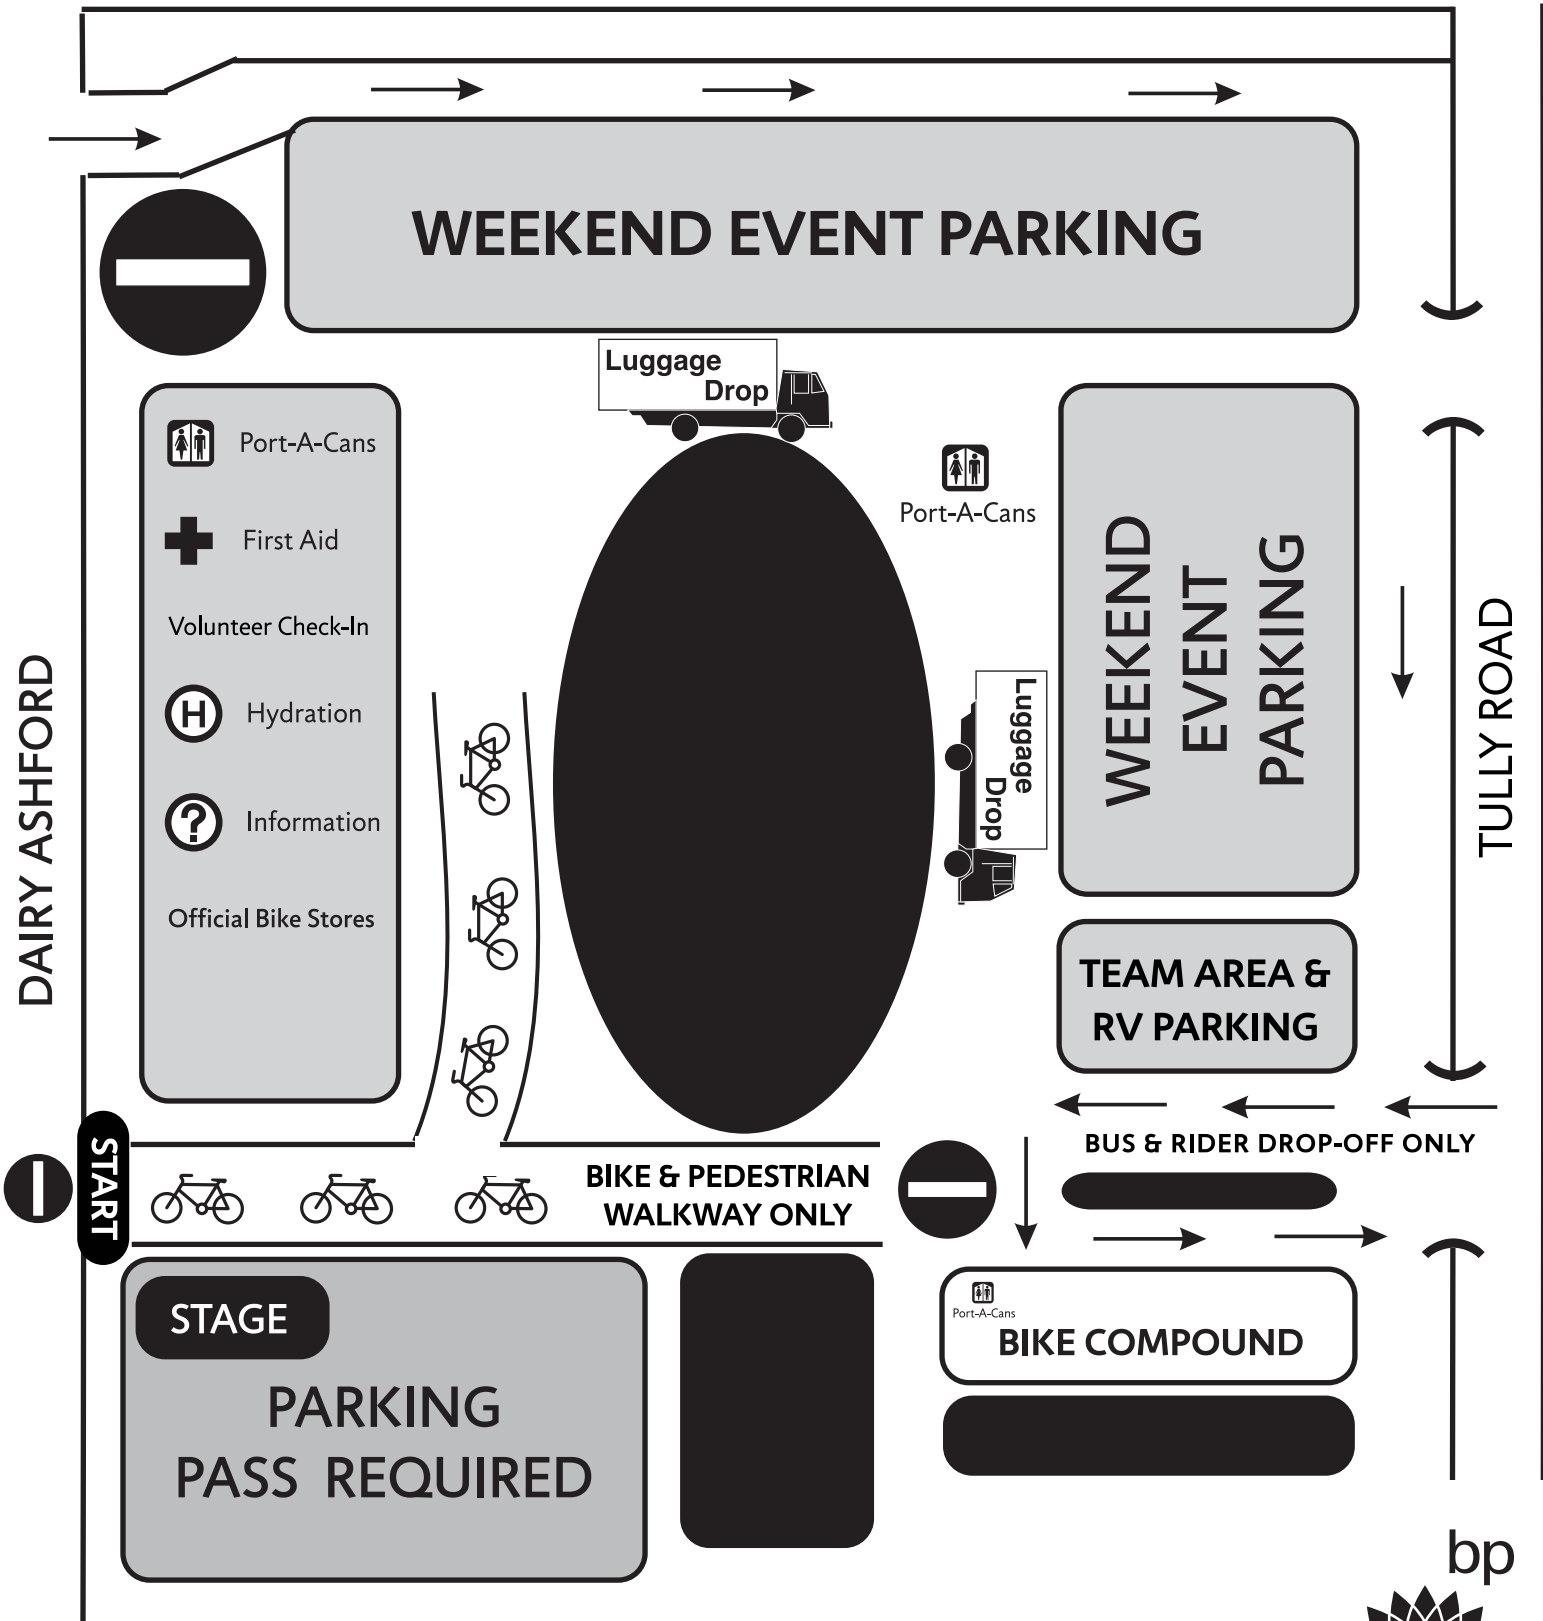 WEEKEND EVENT PARKING
Luggage
Drop
Port-A-Cans
First Aid
Volunteer Check-In
H
Hydration
?
Information
Official Bike Stores
Port-A-Cans
WEEKEND
EVENT
PARKING
Luggage
Drop
DAIRY ASHFORD
TULLY ROAD
TEAM AREA &
RV PARKING
BUS & RIDER DROP-OFF ONLY
START
BIKE & PEDESTRIAN
WALKWAY ONLY
STAGE
PARKING
PASS REQUIRED
Port-A-Cans
BIKE COMPOUND
bp